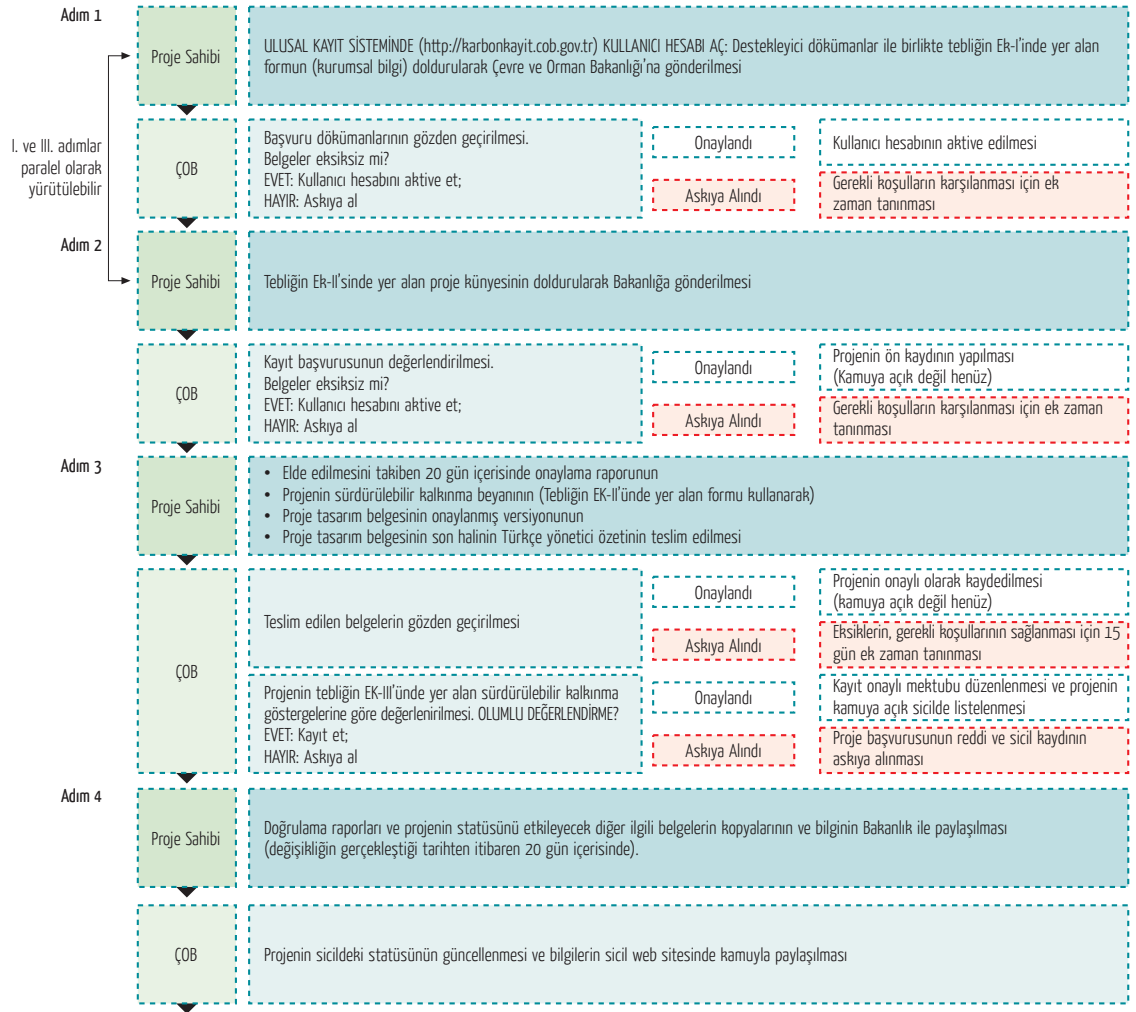 Adım 1
Proje Sahibi
ULUSAL KAYIT SİSTEMİNDE (http://karbonkayit.cob.gov.tr) KULLANICI HESABI AÇ: Destekleyici dökümanlar ile birlikte tebliğin Ek-I'inde yer alan
formun (kurumsal bilgi) doldurularak Çevre ve Orman Bakanlığı'na gönderilmesi
I. ve III. adımlar
paralel olarak
yürütülebilir
ÇOB
Başvuru dökümanlarının gözden geçirilmesi.
Belgeler eksiksiz mi?
EVET: Kullanıcı hesabını aktive et;
HAYIR: Askıya al
Onaylandı
Kullanıcı hesabının aktive edilmesi
Askıya Alındı
Gerekli koşulların karşılanması için ek
zaman tanınması
Adım 2
Proje Sahibi
Tebliğin Ek-II'sinde yer alan proje künyesinin doldurularak Bakanlığa gönderilmesi
ÇOB
Kayıt başvurusunun değerlendirilmesi.
Belgeler eksiksiz mi?
EVET: Kullanıcı hesabını aktive et;
HAYIR: Askıya al
Onaylandı
Projenin ön kaydının yapılması
(Kamuya açık değil henüz)
Askıya Alındı
Gerekli koşulların karşılanması için ek zaman
tanınması
Adım 3
Proje Sahibi
• Elde edilmesini takiben 20 gün içerisinde onaylama raporunun
• Projenin sürdürülebilir kalkınma beyanının (Tebliğin EK-II'ünde yer alan formu kullanarak)
• Proje tasarım belgesinin onaylanmış versiyonunun
• Proje tasarım belgesinin son halinin Türkçe yönetici özetinin teslim edilmesi
ÇOB
Teslim edilen belgelerin gözden geçirilmesi
Onaylandı
Projenin onaylı olarak kaydedilmesi
(kamuya açık değil henüz)
Askıya Alındı
Eksiklerin, gerekli koşullarının sağlanması için 15
gün ek zaman tanınması
Projenin tebliğin EK-III'ünde yer alan sürdürülebilir kalkınma
göstergelerine göre değerlenirilmesi. OLUMLU DEĞERLENDİRME?
EVET: Kayıt et;
HAYIR: Askıya al
Onaylandı
Kayıt onaylı mektubu düzenlenmesi ve projenin
kamuya açık sicilde listelenmesi
Askıya Alındı
Proje başvurusunun reddi ve sicil kaydının
askıya alınması
Adım 4
Proje Sahibi
Doğrulama raporları ve projenin statüsünü etkileyecek diğer ilgili belgelerin kopyalarının ve bilginin Bakanlık ile paylaşılması
(değişikliğin gerçekleştiği tarihten itibaren 20 gün içerisinde).
ÇOB
Projenin sicildeki statüsünün güncellenmesi ve bilgilerin sicil web sitesinde kamuyla paylaşılması